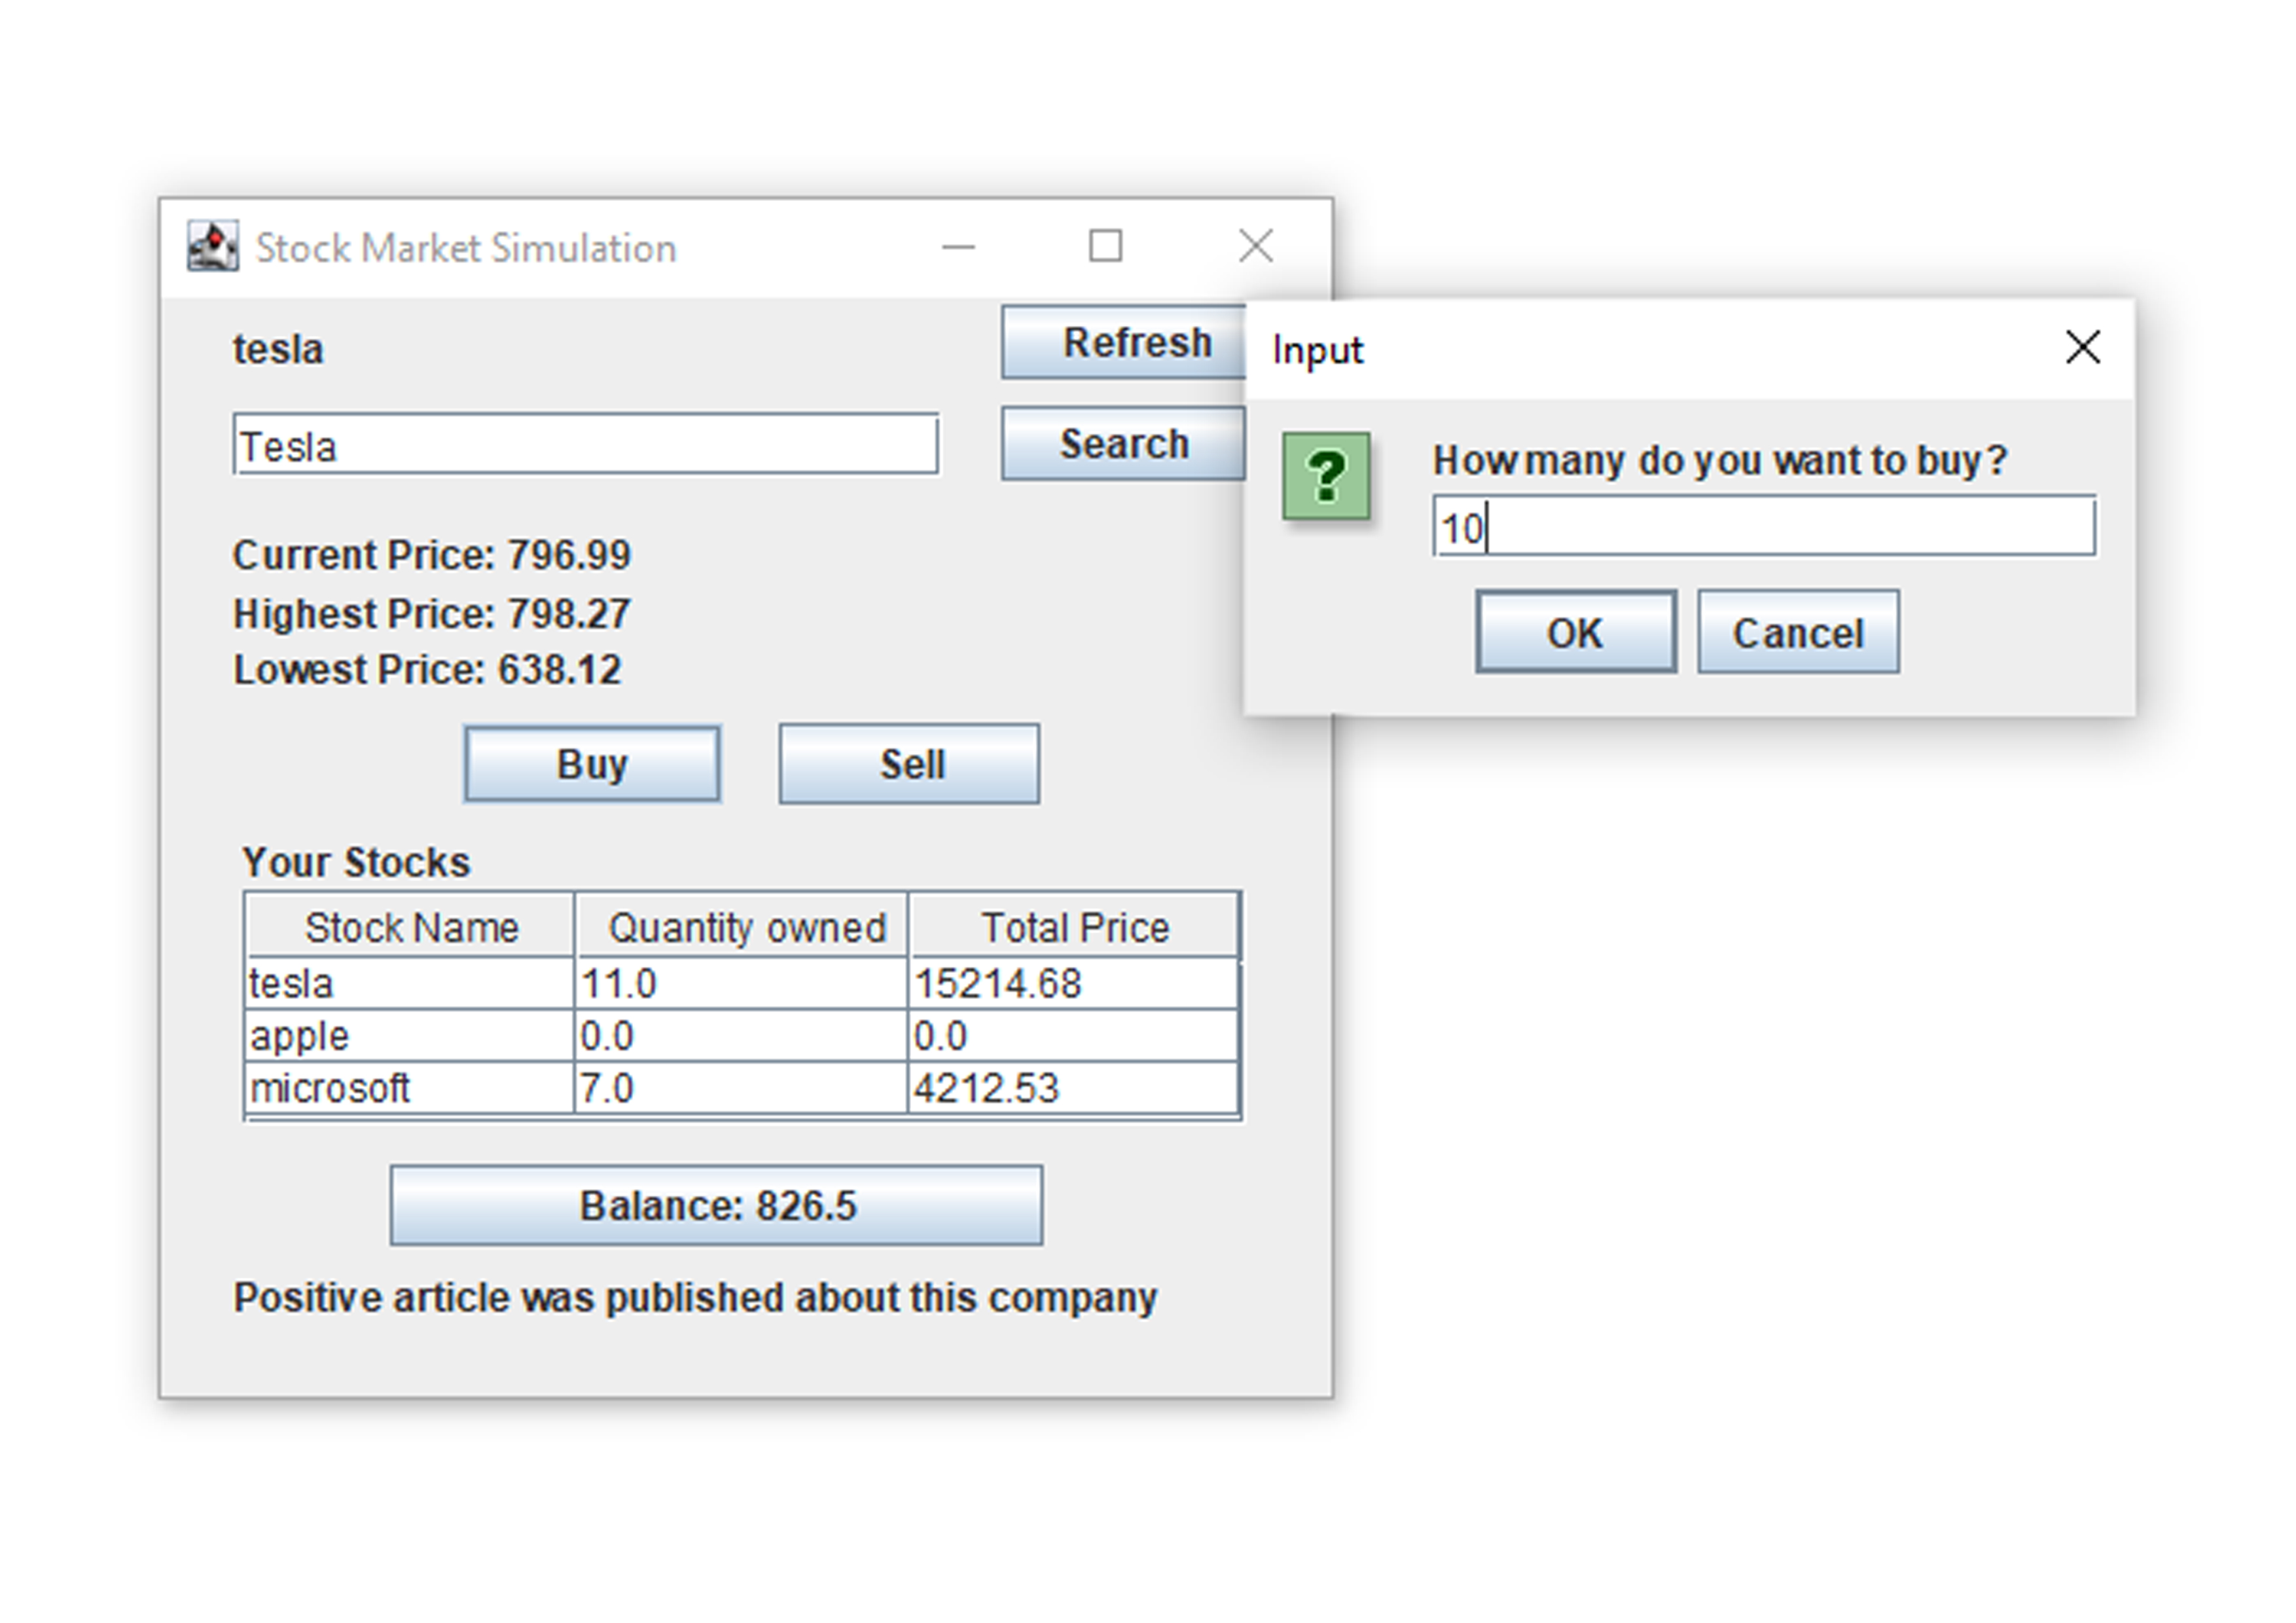 Stock Market Simulation
tesla
Refresh
Tesla
Search
Current Price: 796.99
Highest Price: 798.27
Lowest Price: 638.12
Buy Sell
Your Stocks
Stock Name Quantity owned Total Price
tesla 11.0 15214.68
apple 0.0 0.0
microsoft 7.0 4212.53
Balance: 826.5
Positive article was published about this company
Input
?
How many do you want to buy?
10
OK Cancel